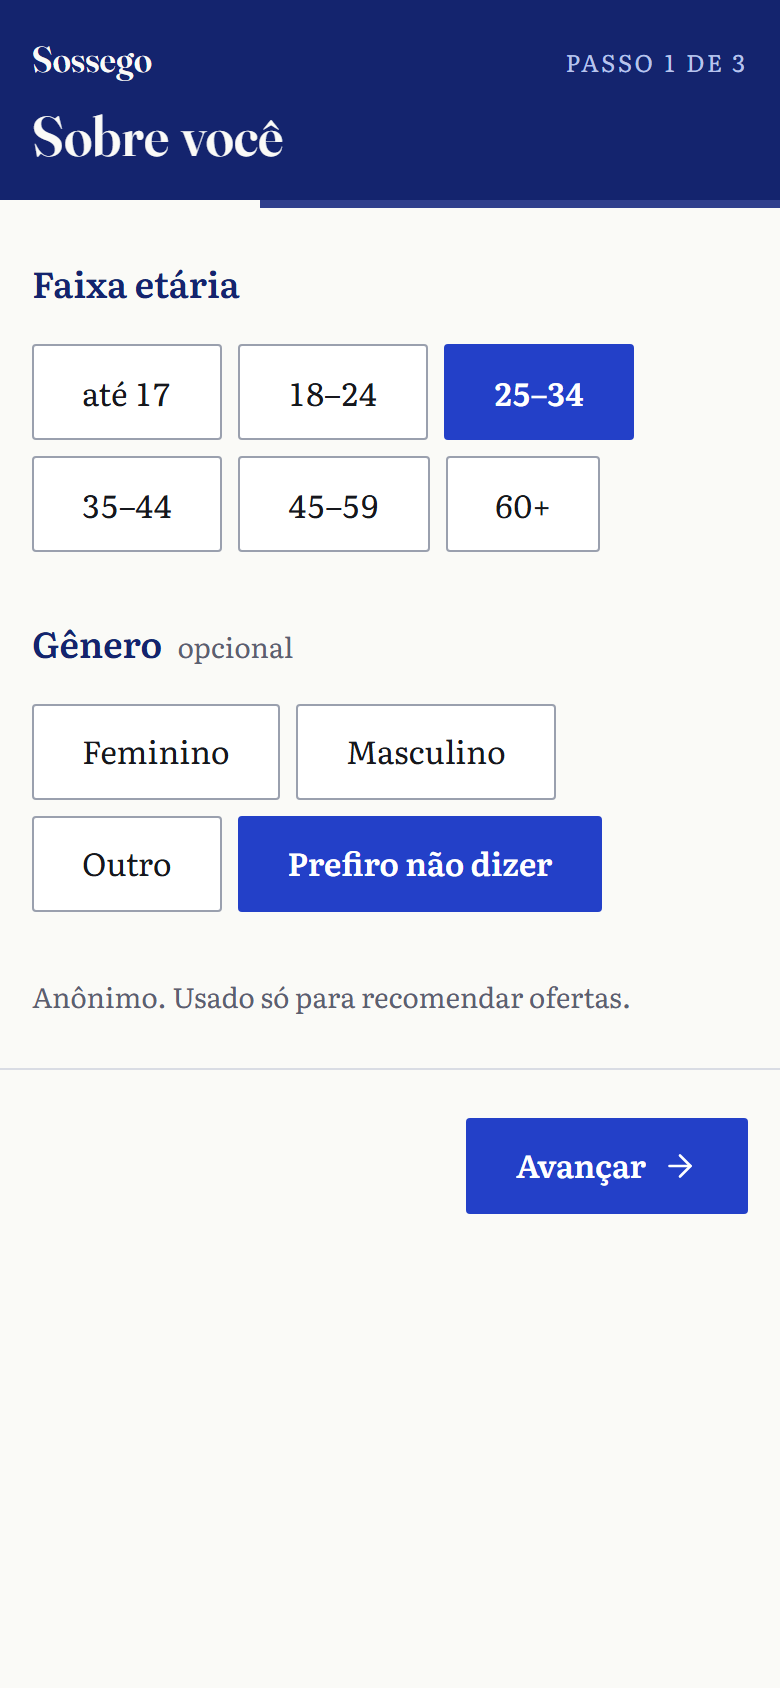 Sossego
PASSO 1 DE 3
Sobre você
Faixa etária
até 17
18–24
25–34
35–44
45–59
60+
Gênero opcional
Feminino
Masculino
Outro
Prefiro não dizer
Anônimo. Usado só para recomendar ofertas.
Avançar →